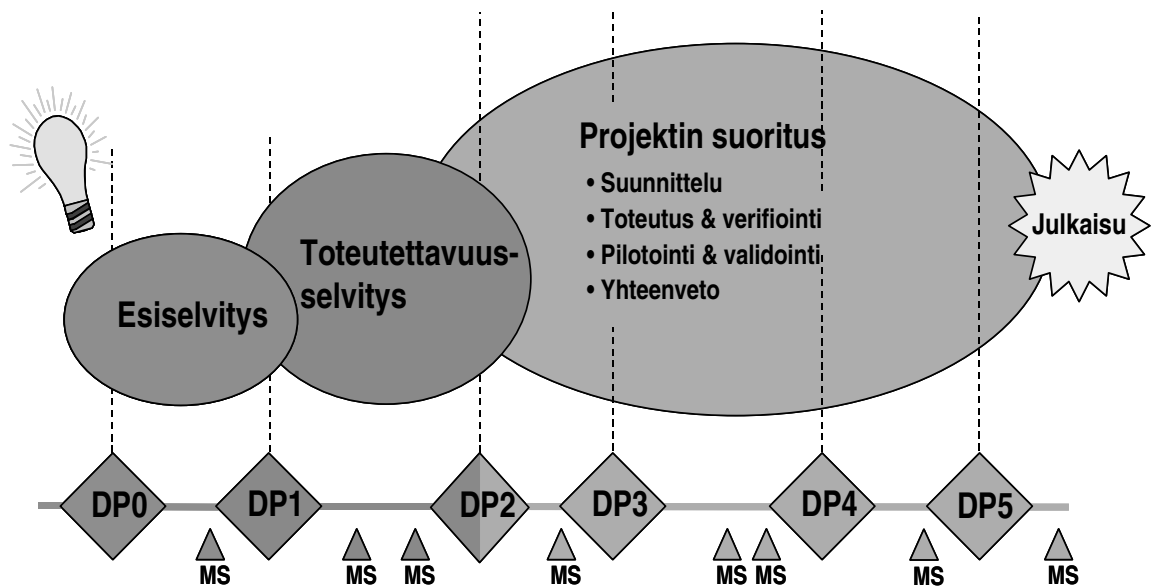 Projektin suoritus
• Suunnittelu
• Toteutus & verifiointi
• Pilotointi & validointi
• Yhteenveto
Julkaisu
Toteutettavuus-
selvitys
Esiselvitys
DP0 DP1 DP2 DP3 DP4 DP5
MS MS MS MS MS MS MS MS